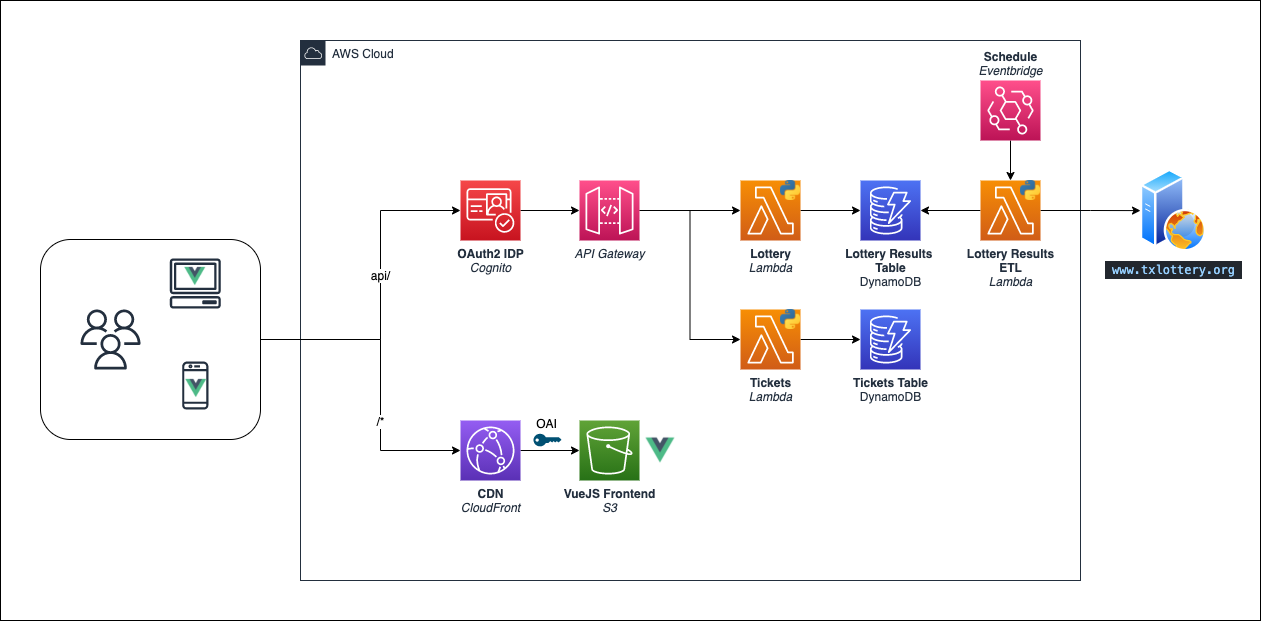 AWS Cloud
Schedule
Eventbridge
OAuth2 IDP
Cognito
API Gateway
Lottery
Lambda
Lottery Results
Table
DynamoDB
Lottery Results
ETL
Lambda
www.txlottery.org
api/
Tickets
Lambda
Tickets Table
DynamoDB
/*
OAI
CDN
CloudFront
VueJS Frontend
S3